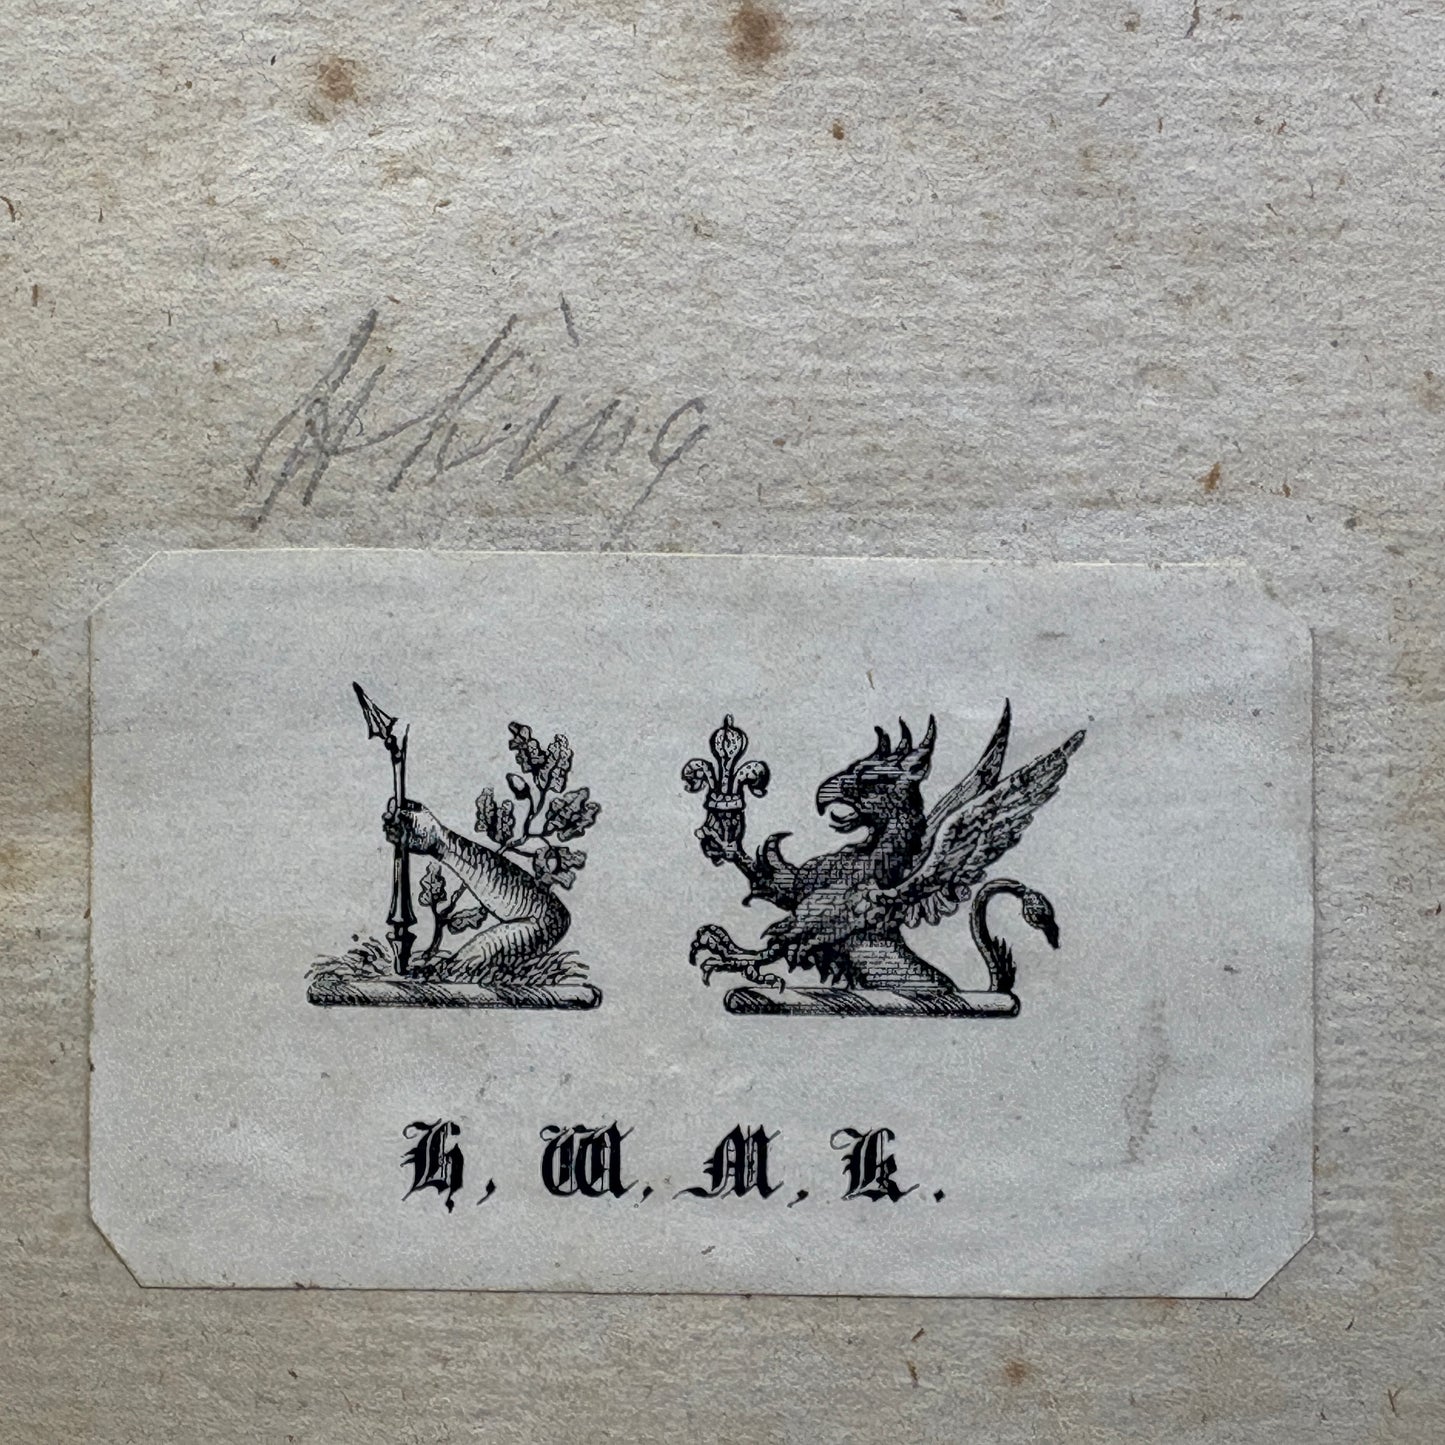 H King
H, W, M, K.